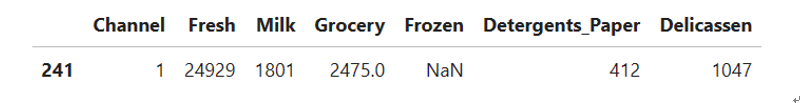 Channel Fresh Milk Grocery Frozen Detergents_Paper Delicassen
241 1 24929 1801 2475.0 NaN 412 1047